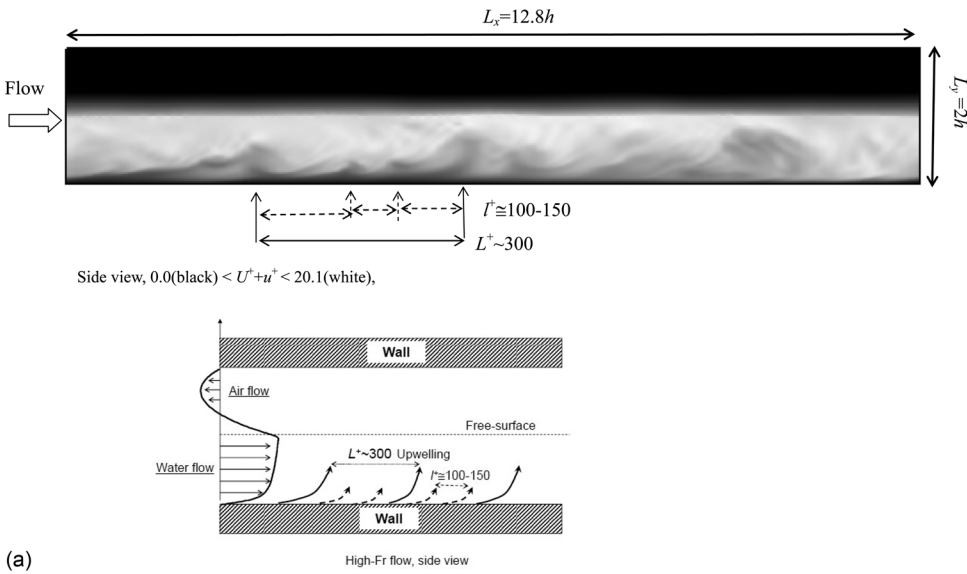 Lx=12.8h
Flow
Ly=2h
l+≅100-150
L+~300
Side view, 0.0(black) < U++u+ < 20.1(white),
Wall
Air flow
Free-surface
L+~300 Upwelling
Water flow
l+≅100-150
Wall
(a)
High-Fr flow, side view